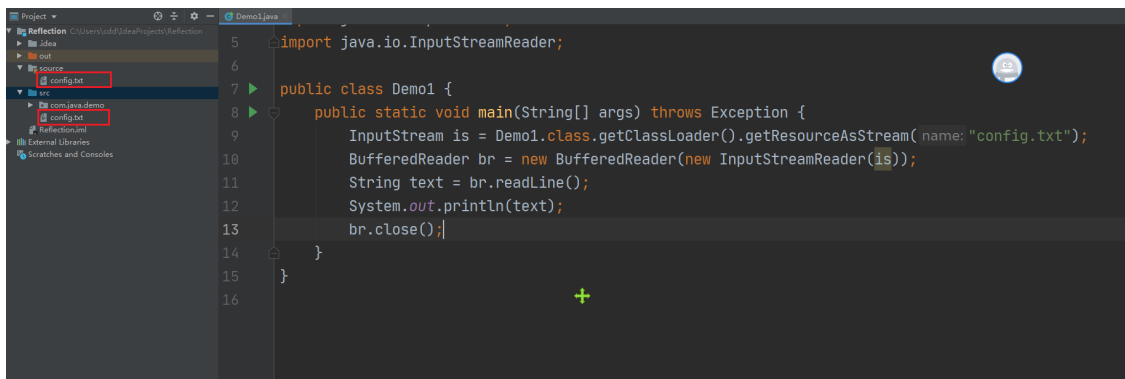 Project
Demo1.java
Reflection C:\Users\cdd\IdeaProjects\Reflection
.idea
out
source
config.txt
src
com.java.demo
config.txt
Reflection.iml
External Libraries
Scratches and Consoles
5 import java.io.InputStreamReader;
6
7 public class Demo1 {
8 public static void main(String[] args) throws Exception {
9 InputStream is = Demo1.class.getClassLoader().getResourceAsStream( name: "config.txt");
10 BufferedReader br = new BufferedReader(new InputStreamReader(is));
11 String text = br.readLine();
12 System.out.println(text);
13 br.close();
14 }
15 }
16